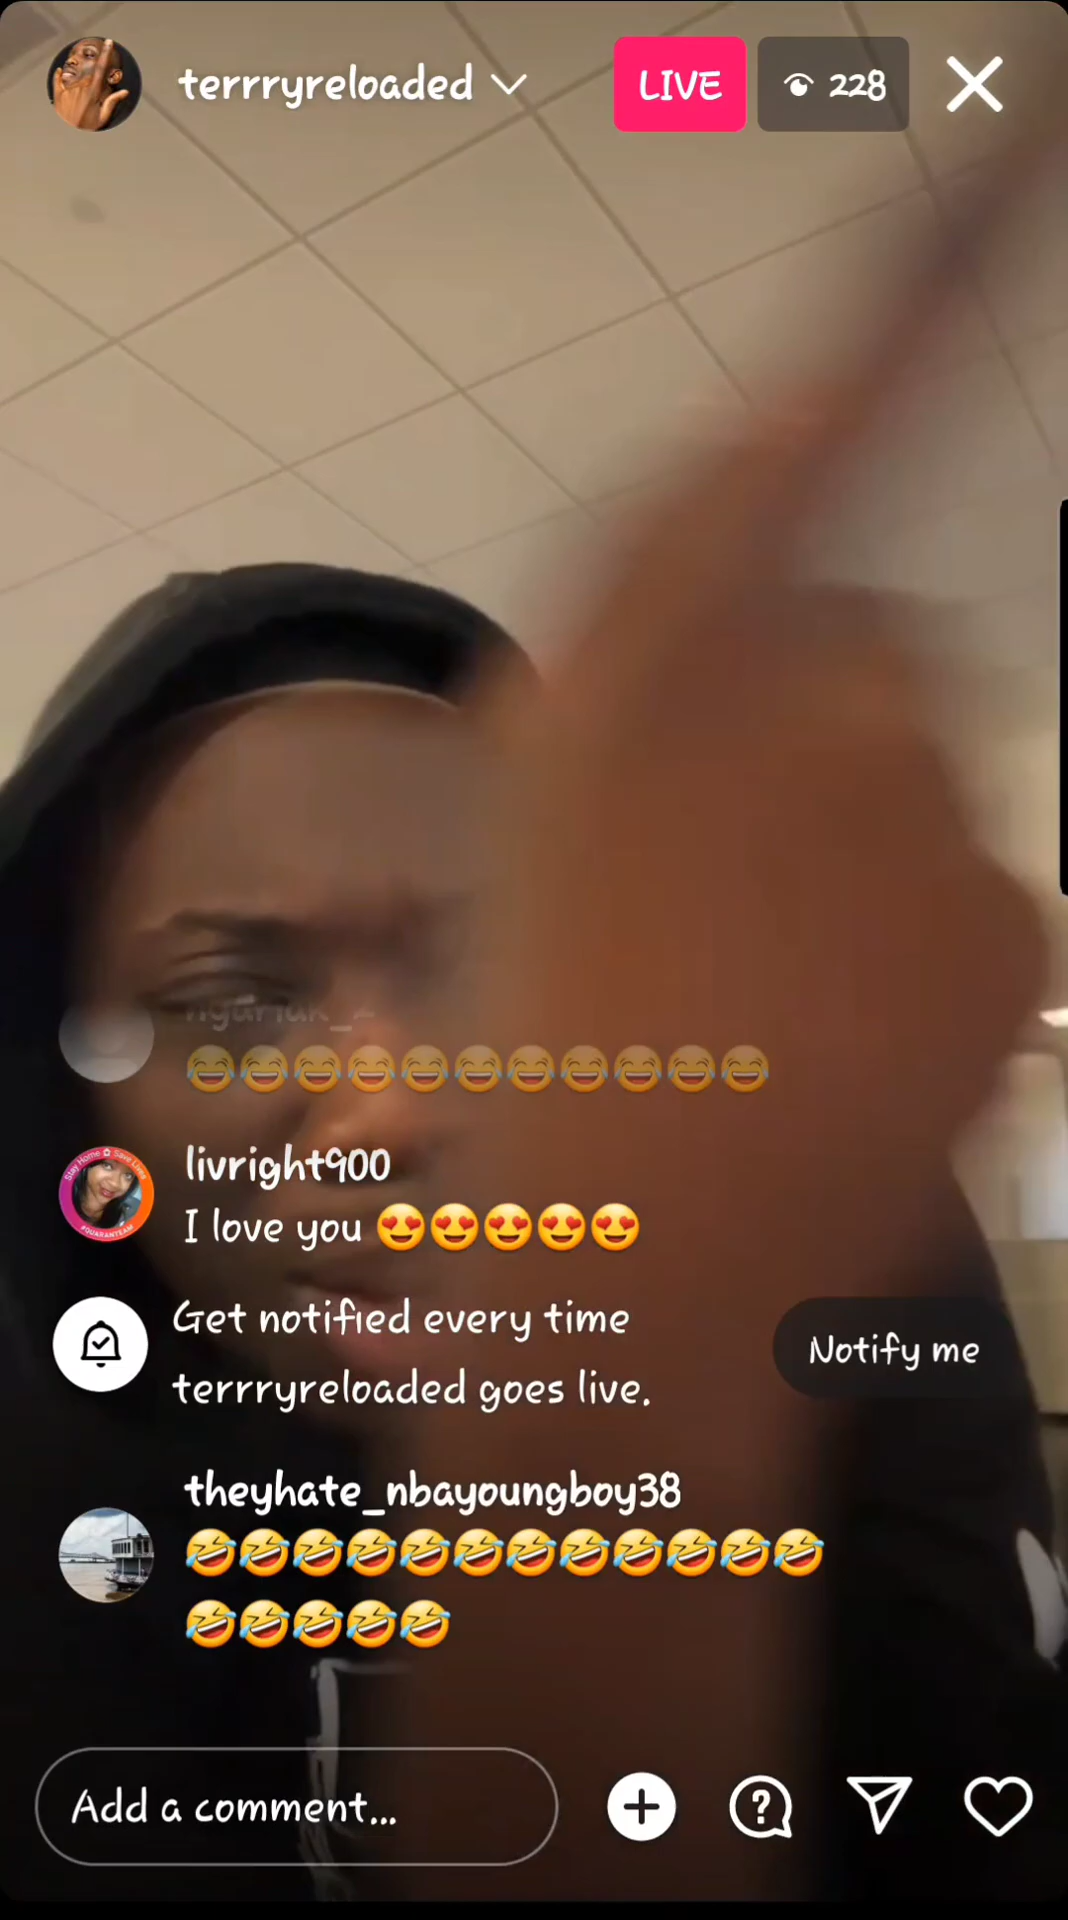 terrryreloaded
LIVE
228
😂😂😂😂😂😂😂😂😂😂😂
livright900
I love you 😍😍😍😍😍
Get notified every time
terrryreloaded goes live.
Notify me
theyhate_nbayoungboy38
🤣🤣🤣🤣🤣🤣🤣🤣🤣🤣🤣🤣
🤣🤣🤣🤣🤣
Add a comment...